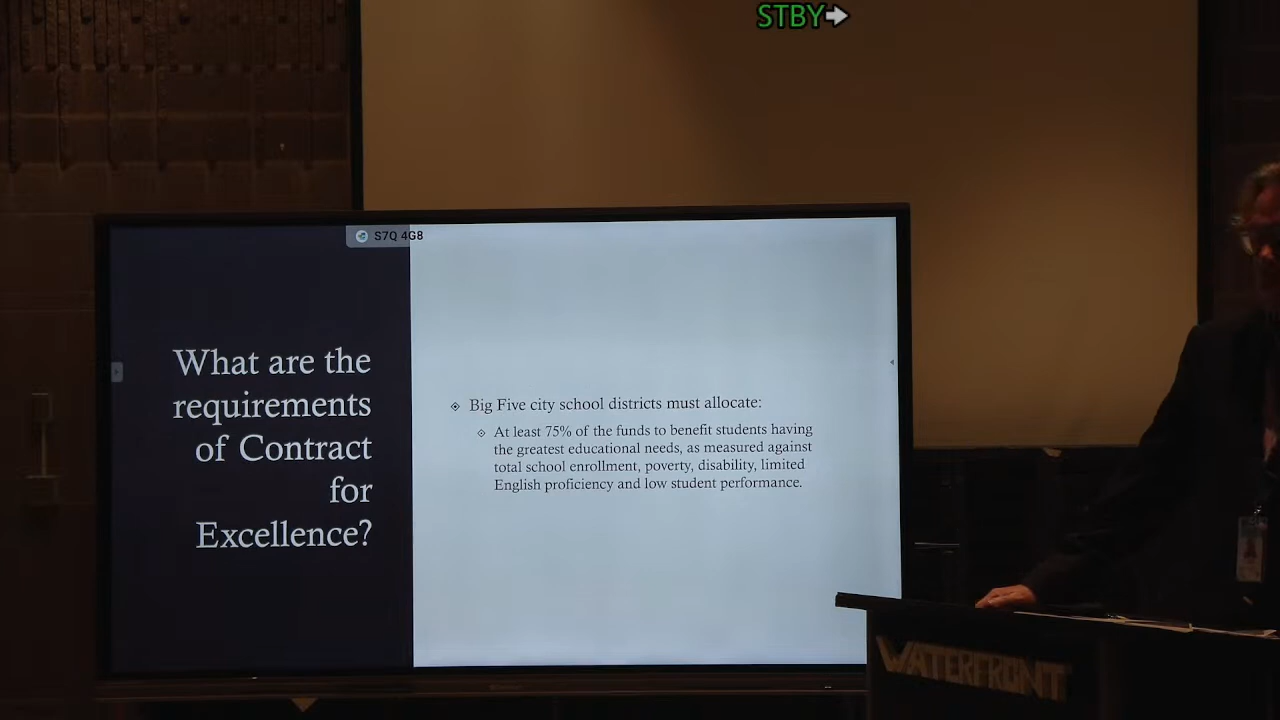 STBY
S7Q 4G8
What are the
requirements
of Contract
for
Excellence?
Big Five city school districts must allocate:
At least 75% of the funds to benefit students having
the greatest educational needs, as measured against
total school enrollment, poverty, disability, limited
English proficiency and low student performance.
WATERFRONT